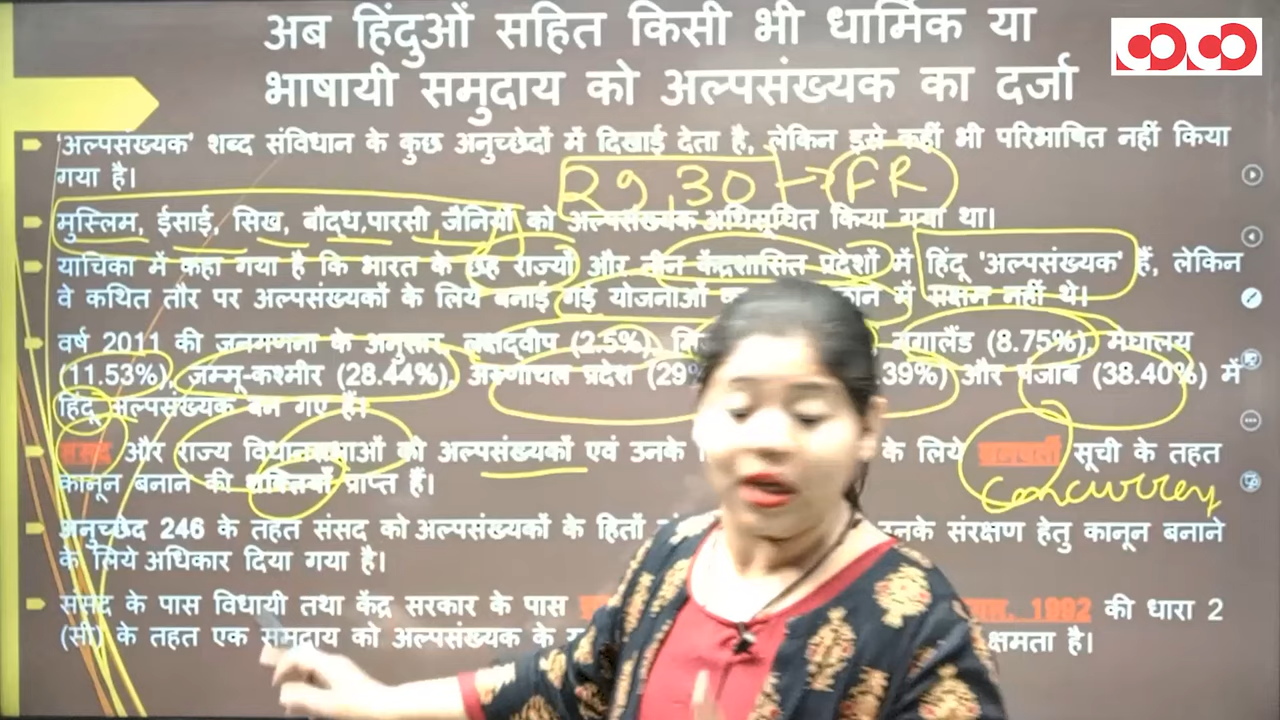 अब हिंदुओं सहित किसी भी धार्मिक या
भाषायी समुदाय को अल्पसंख्यक का दर्जा
'अल्पसंख्यक' शब्द संविधान के कुछ अनुच्छेदों में दिखाई देता है, लेकिन इसे कहीं भी परिभाषित नहीं किया
गया है।
29,30 → FR
मुस्लिम, ईसाई, सिख, बौद्ध,पारसी ,जैनियों को अल्पसंख्यक अधिसूचित किया गया था।
याचिका में कहा गया है कि भारत के छह राज्यों और तीन केंद्रशासित प्रदेशों में हिंदू 'अल्पसंख्यक' हैं, लेकिन
वे कथित तौर पर अल्पसंख्यकों के लिये बनाई गई योजनाओं में सक्षम नहीं थे।
वर्ष 2011 की जनगणना के अनुसार, लक्षद्वीप (2.5%), नगालैंड (8.75%), मेघालय
(11.53%), जम्मू-कश्मीर (28.44%), अरुणाचल प्रदेश (29% .39%) और पंजाब (38.40%) में
हिंदू अल्पसंख्यक बन गए हैं।
संसद और राज्य विधानसभाओं को अल्पसंख्यकों एवं उनके के लिये समवर्ती सूची के तहत
कानून बनाने की शक्तियाँ प्राप्त हैं।
अनुच्छेद 246 के तहत संसद को अल्पसंख्यकों के हितों उनके संरक्षण हेतु कानून बनाने
के लिये अधिकार दिया गया है।
संसद के पास विधायी तथा केंद्र सरकार के पास 1992 की धारा 2
(सी) के तहत एक समुदाय को अल्पसंख्यक के क्षमता है।